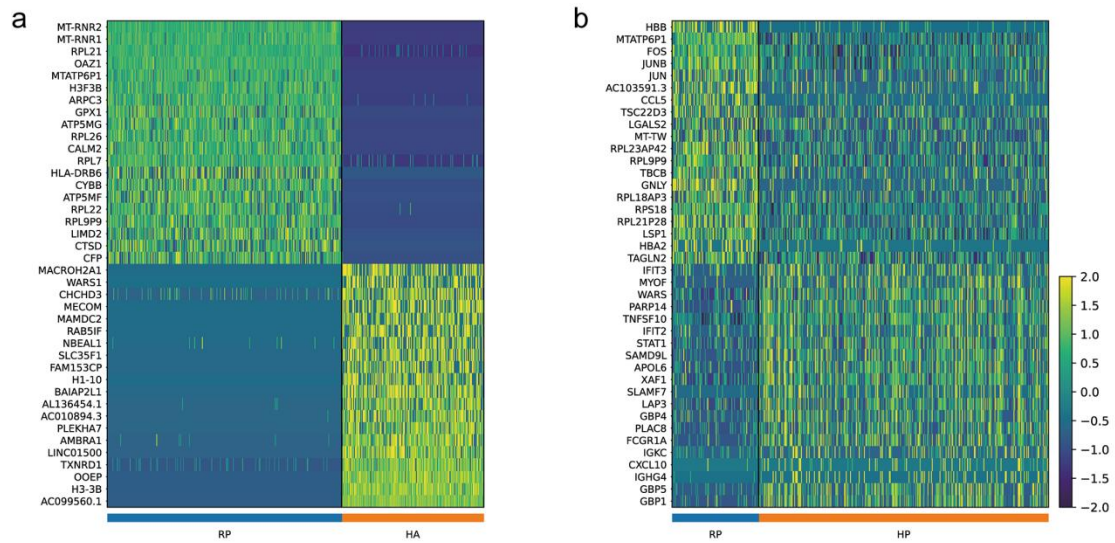 a
MT-RNR2
MT-RNR1
RPL21
OAZ1
MTATP6P1
H3F3B
ARPC3
GPX1
ATP5MG
RPL26
CALM2
RPL7
HLA-DRB6
CYBB
ATP5MF
RPL22
RPL9P9
LIMD2
CTSD
CFP
MACROH2A1
WARS1
CHCHD3
MECOM
MAMDC2
RAB5IF
NBEAL1
SLC35F1
FAM153CP
H1-10
BAIAP2L1
AL136454.1
AC010894.3
PLEKHA7
AMBRA1
LINC01500
TXNRD1
OOEP
H3-3B
AC099560.1
RP HA
b
HBB
MTATP6P1
FOS
JUNB
JUN
AC103591.3
CCL5
TSC22D3
LGALS2
MT-TW
RPL23AP42
RPL9P9
TBCB
GNLY
RPL18AP3
RPS18
RPL21P28
LSP1
HBA2
TAGLN2
IFIT3
MYOF
WARS
PARP14
TNFSF10
IFIT2
STAT1
SAMD9L
APOL6
XAF1
SLAMF7
LAP3
GBP4
PLAC8
FCGR1A
IGKC
CXCL10
IGHG4
GBP5
GBP1
RP HP
2.0
1.5
1.0
0.5
0.0
−0.5
−1.0
−1.5
−2.0